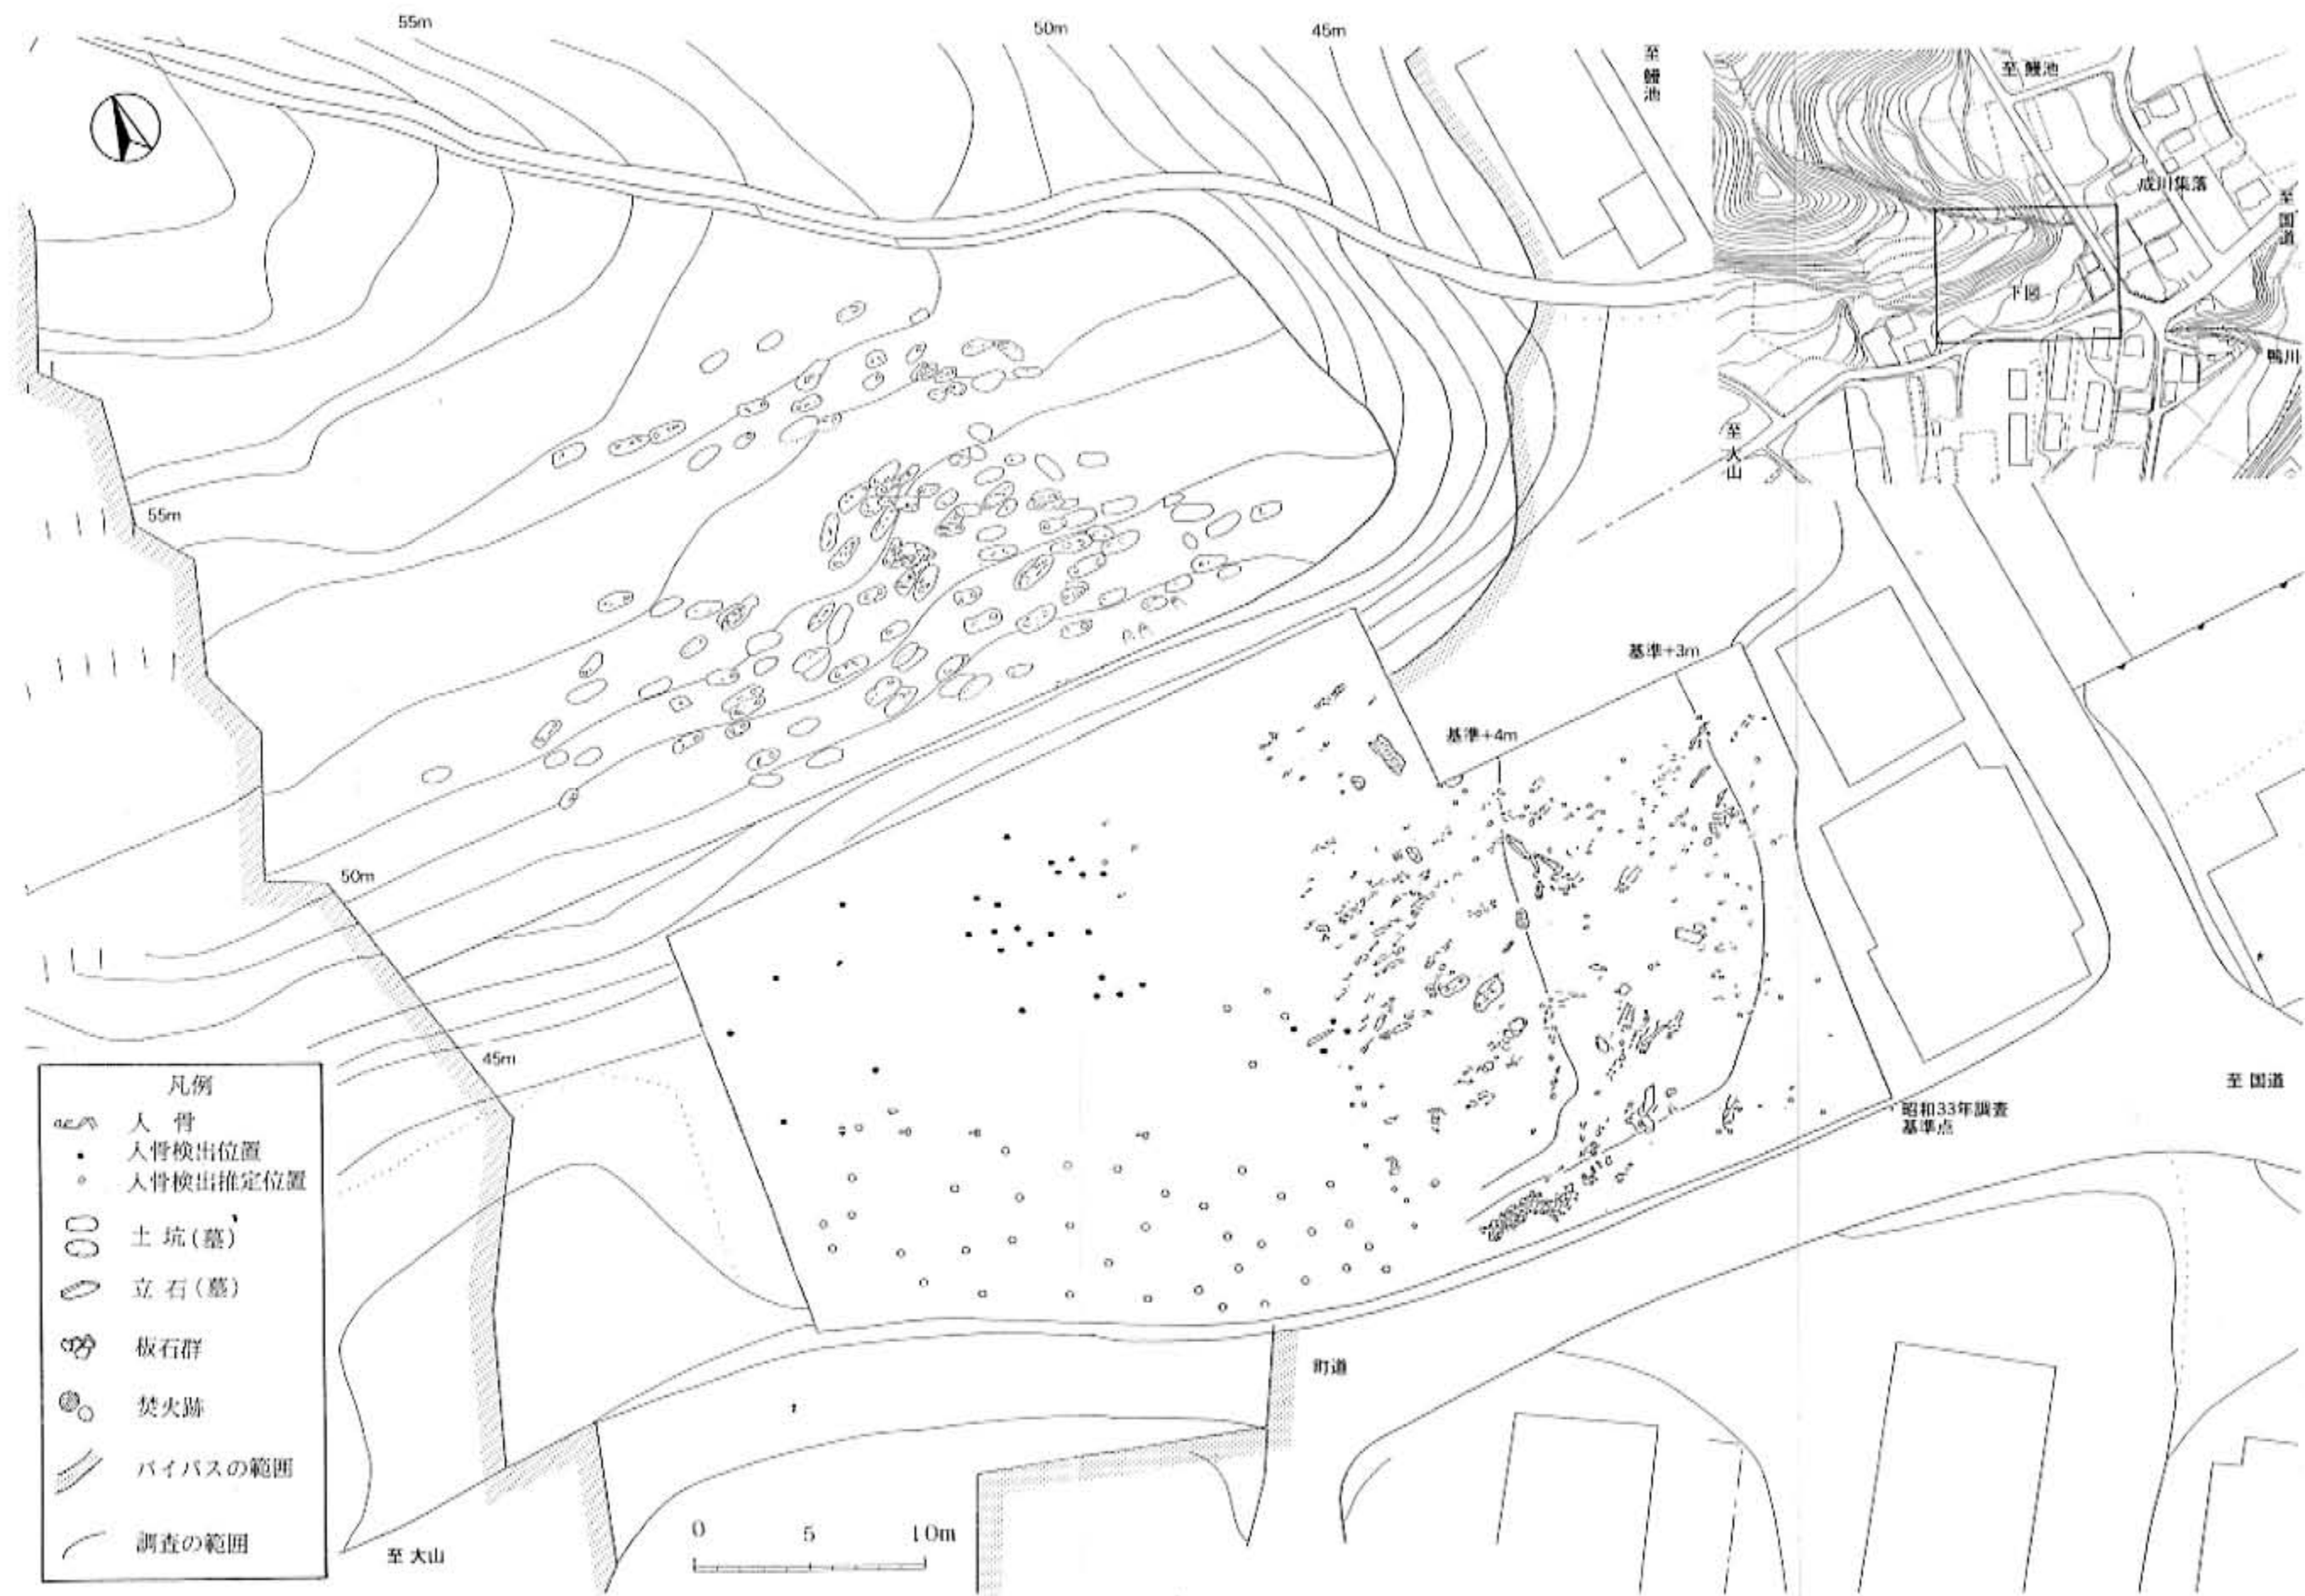 55m
50m
45m
至 鰻池
至 鰻池
成川集落
至 国道
下図
鴨川
至 大山
55m
基準+3m
基準+4m
50m
45m
昭和33年調査
基準点
至 国道
町道
至 大山
0 5 10m
凡例
人骨
人骨検出位置
人骨検出推定位置
土坑(墓)
立石(墓)
板石群
焚火跡
バイパスの範囲
調査の範囲